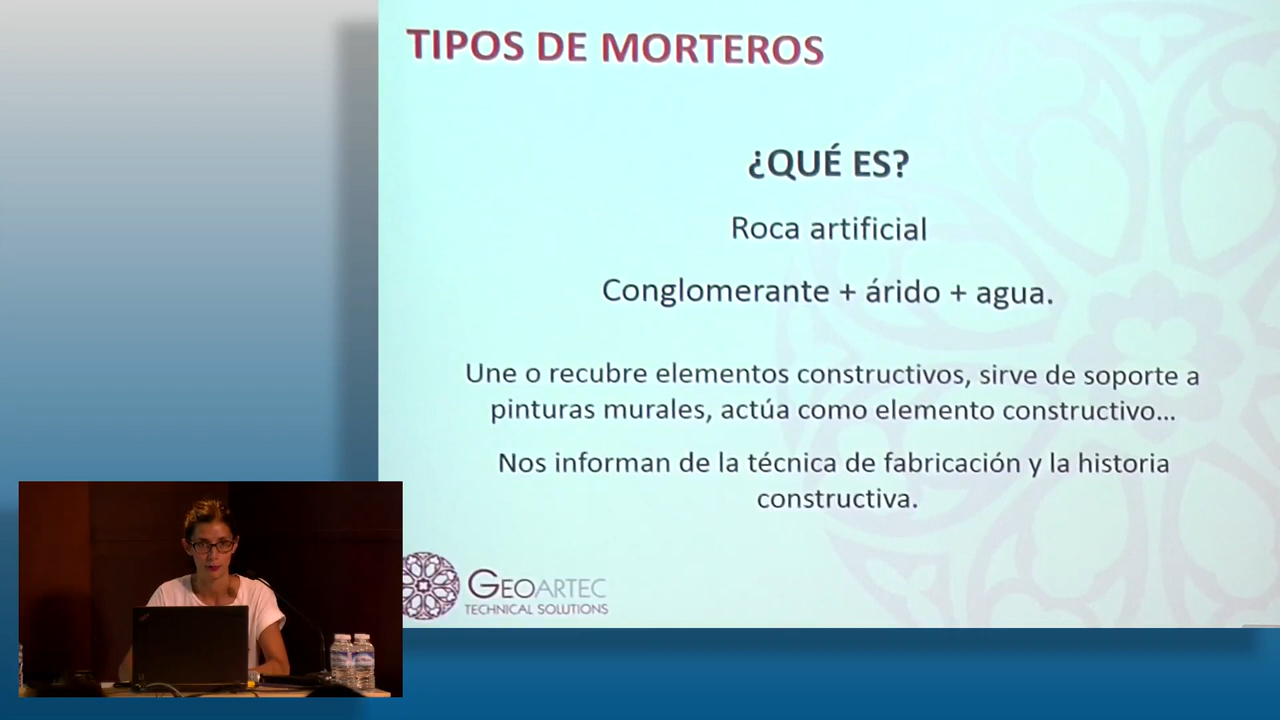 TIPOS DE MORTEROS
¿QUÉ ES?
Roca artificial
Conglomerante + árido + agua.
Une o recubre elementos constructivos, sirve de soporte a
pinturas murales, actúa como elemento constructivo...
Nos informan de la técnica de fabricación y la historia
constructiva.
GEOARTEC
TECHNICAL SOLUTIONS